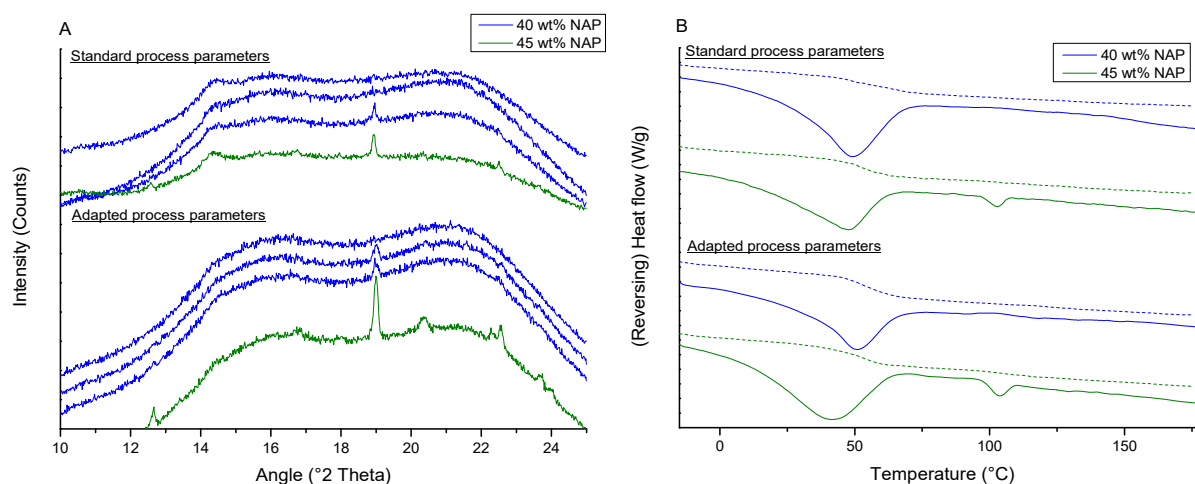 A
40 wt% NAP
45 wt% NAP
Standard process parameters
Adapted process parameters
Intensity (Counts)
10 12 14 16 18 20 22 24
Angle (°2 Theta)
B
40 wt% NAP
45 wt% NAP
Standard process parameters
Adapted process parameters
(Reversing) Heat flow (W/g)
0 50 100 150
Temperature (°C)